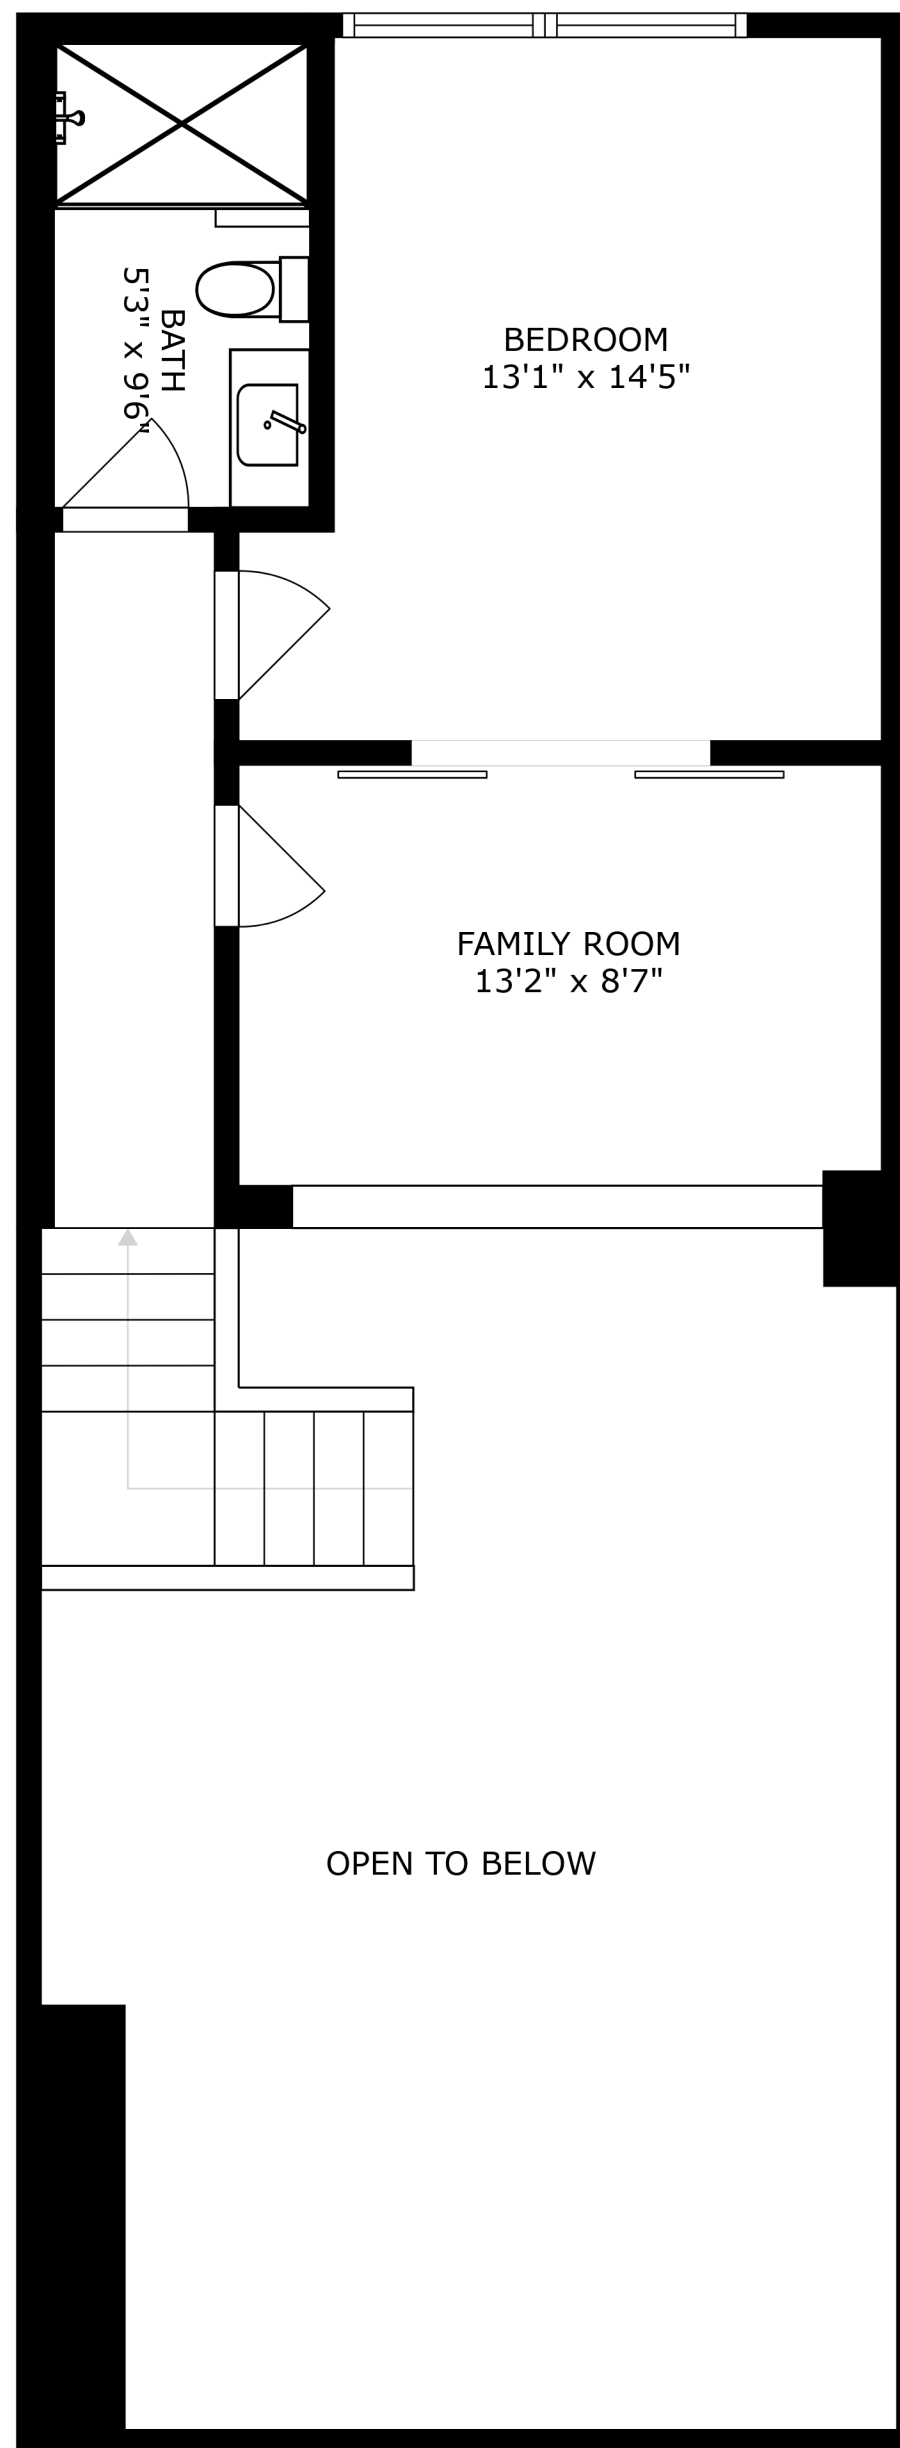 BATH
5'3" x 9'6"
BEDROOM
13'1" x 14'5"
FAMILY ROOM
13'2" x 8'7"
OPEN TO BELOW